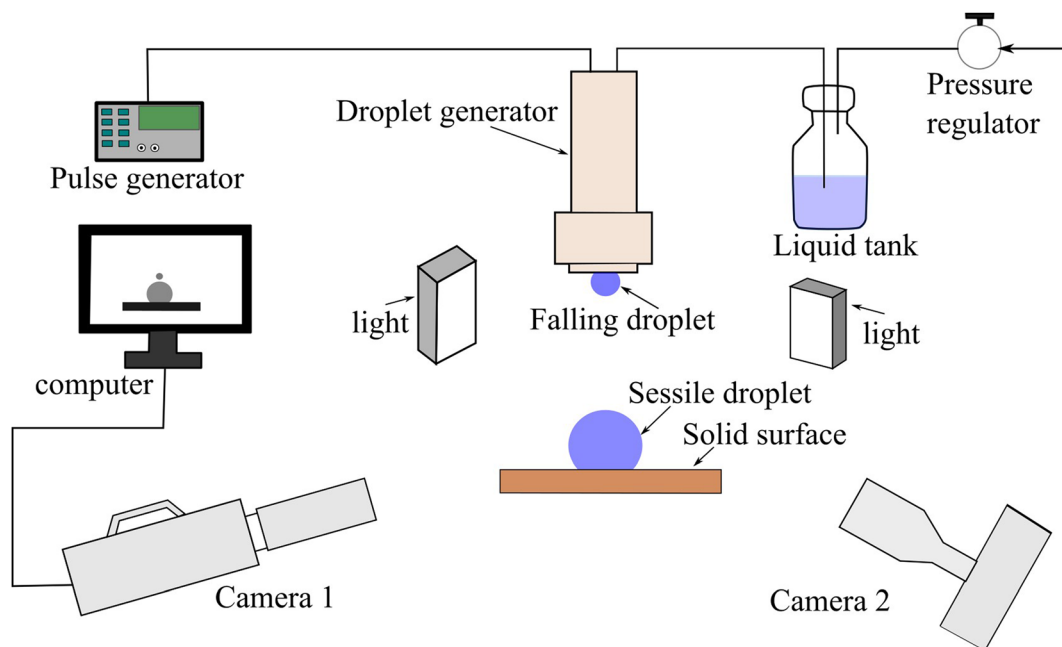 Pressure
regulator
Droplet generator
Pulse generator
Liquid tank
light
Falling droplet
light
computer
Sessile droplet
Solid surface
Camera 1
Camera 2